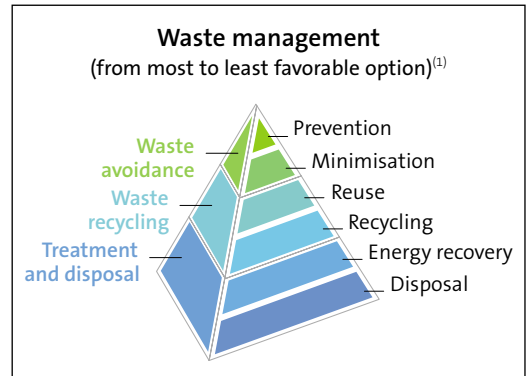 Waste management
(from most to least favorable option)(1)
Prevention
Waste
avoidance
Minimisation
Waste
recycling
Reuse
Recycling
Treatment
and disposal
Energy recovery
Disposal